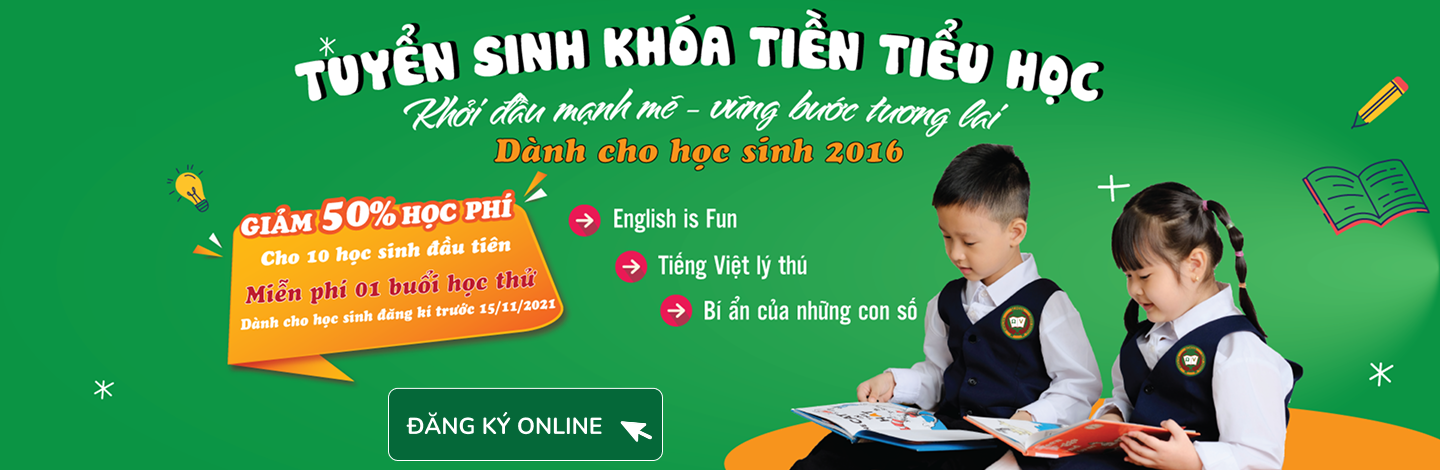 TUYỂN SINH KHÓA TIỀN TIỂU HỌC
Khởi đầu mạnh mẽ - vững bước tương lai
Dành cho học sinh 2016
GIẢM 50% HỌC PHÍ
Cho 10 học sinh đầu tiên
Miễn phí 01 buổi học thử
Dành cho học sinh đăng kí trước 15/11/2021
English is Fun
Tiếng Việt lý thú
Bí ẩn của những con số
ĐĂNG KÝ ONLINE